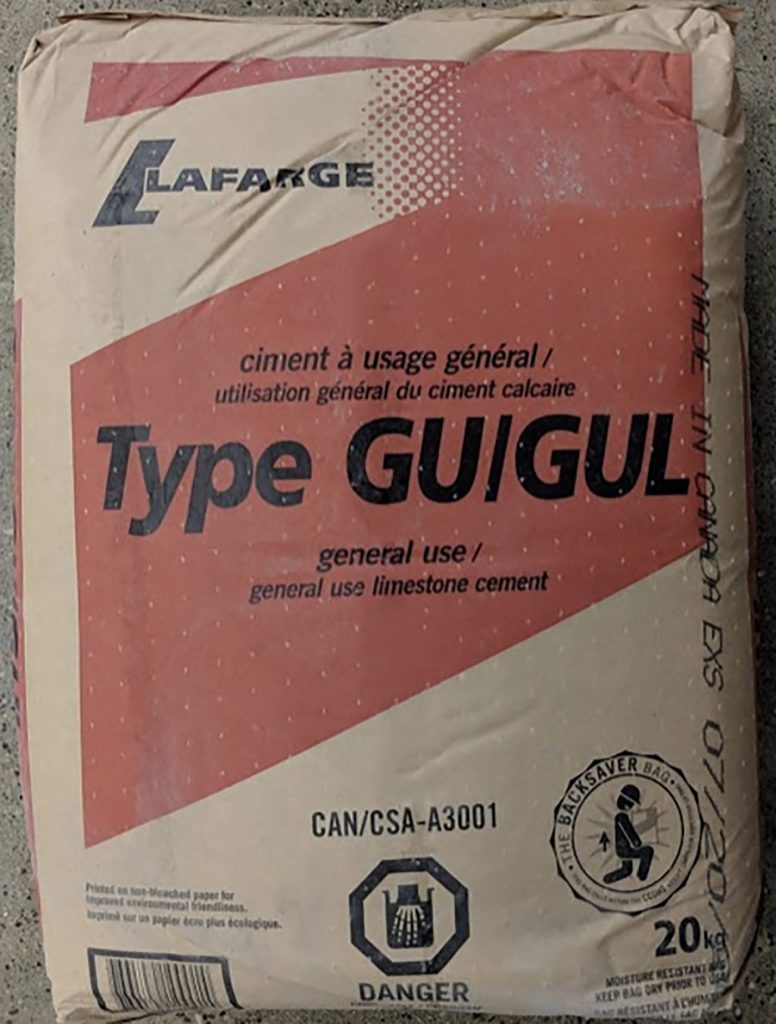 LAFARGE
ciment à usage général /
utilisation général du ciment calcaire
Type GU/GUL
general use /
general use limestone cement
MADE IN CANADA EXS 07/20/
CAN/CSA-A3001
THE BACKSAVER BAG
Printed on non-bleached paper for
improved environmental friendliness.
Imprimé sur un papier écru plus écologique.
20kg
DANGER
MOISTURE RESISTANT BAG
KEEP BAG DRY PRIOR TO USE
BAG RÉSISTANT À L'HUM